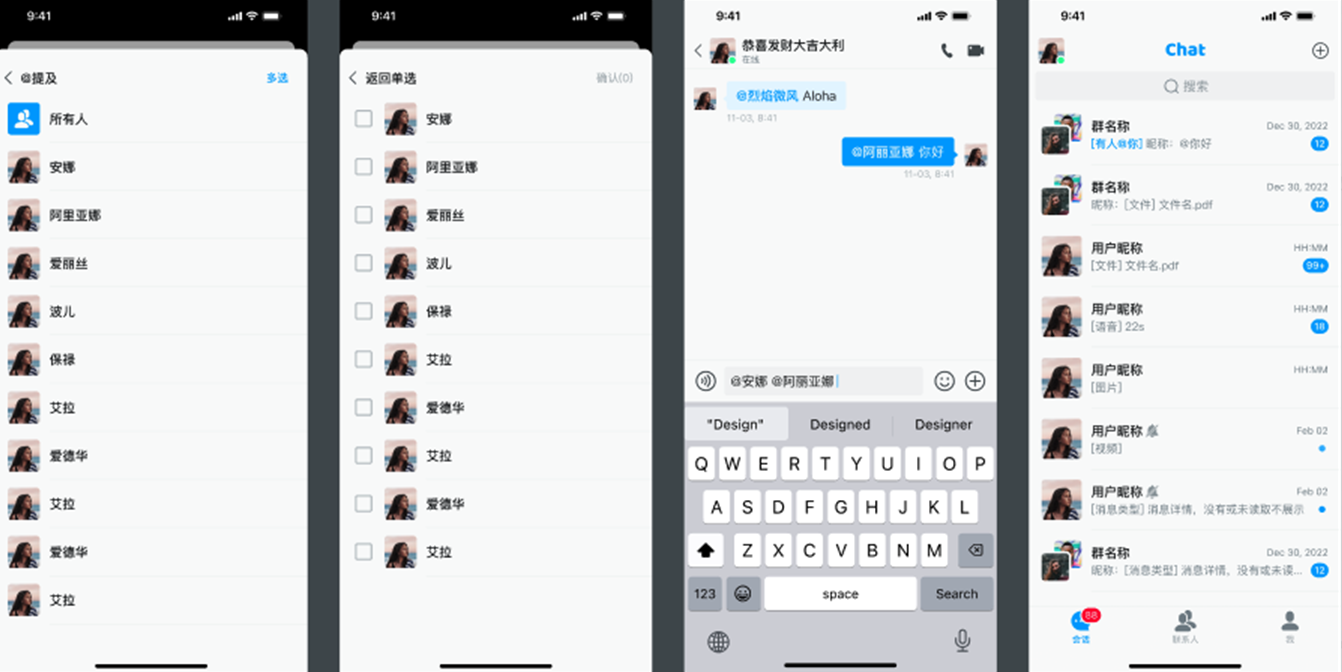 9:41
@提及
多选
所有人
安娜
阿里亚娜
爱丽丝
波儿
保禄
艾拉
爱德华
艾拉
爱德华
艾拉
9:41
返回单选
确认(0)
安娜
阿里亚娜
爱丽丝
波儿
保禄
艾拉
爱德华
艾拉
爱德华
艾拉
9:41
恭喜发财大吉大利
在线
@烈焰微风 Aloha
11-03, 8:41
@阿丽亚娜 你好
11-03, 8:41
@安娜 @阿丽亚娜
"Design"
Designed
Designer
Q W E R T Y U I O P
A S D F G H J K L
Z X C V B N M
123
space
Search
9:41
Chat
搜索
群名称
Dec 30, 2022
[有人@你] 昵称：@你好
12
群名称
Dec 30, 2022
昵称：[文件] 文件名.pdf
12
用户昵称
HH:MM
[文件] 文件名.pdf
99+
用户昵称
HH:MM
[语音] 22s
18
用户昵称
HH:MM
[图片]
用户昵称
Feb 02
[视频]
用户昵称
Feb 02
[消息类型] 消息详情，没有或未读取不展示
群名称
Dec 30, 2022
昵称：[消息类型] 消息详情，没有或未读...
12
88
会话
联系人
我